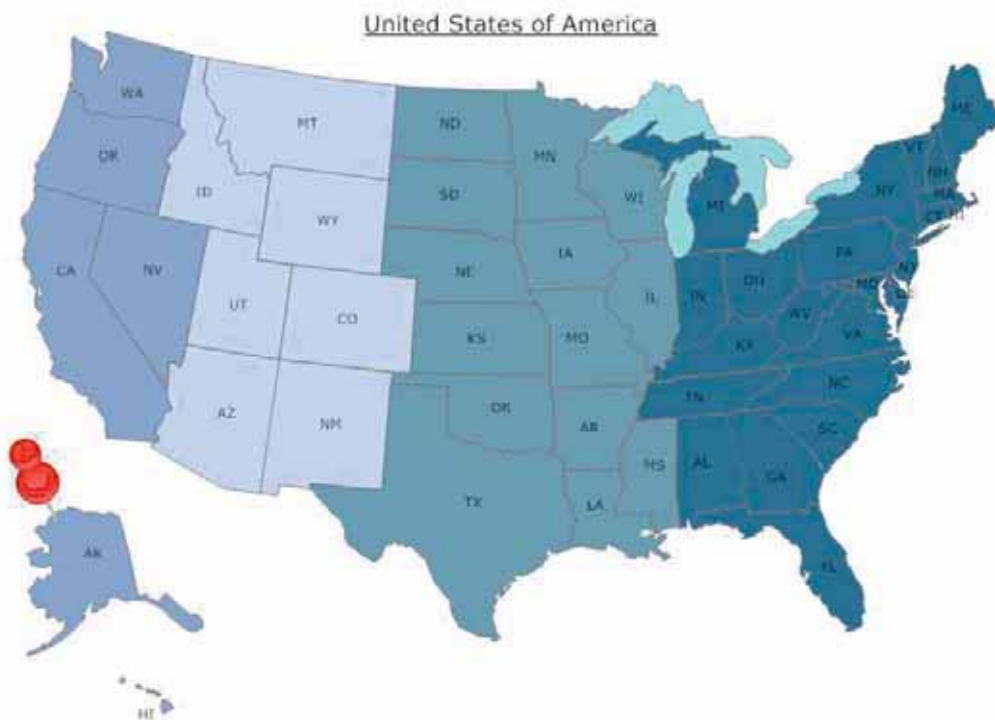 United States of America
WA
MT
ND
MN
OR
ID
WY
SD
WI
MI
ME
VT
NH
NY
MA
CT
RI
CA
NV
UT
CO
NE
IA
IL
IN
OH
PA
NJ
MD
DE
WV
VA
KS
MO
KY
AZ
NM
OK
AR
TN
NC
SC
TX
LA
MS
AL
GA
FL
AK
HI